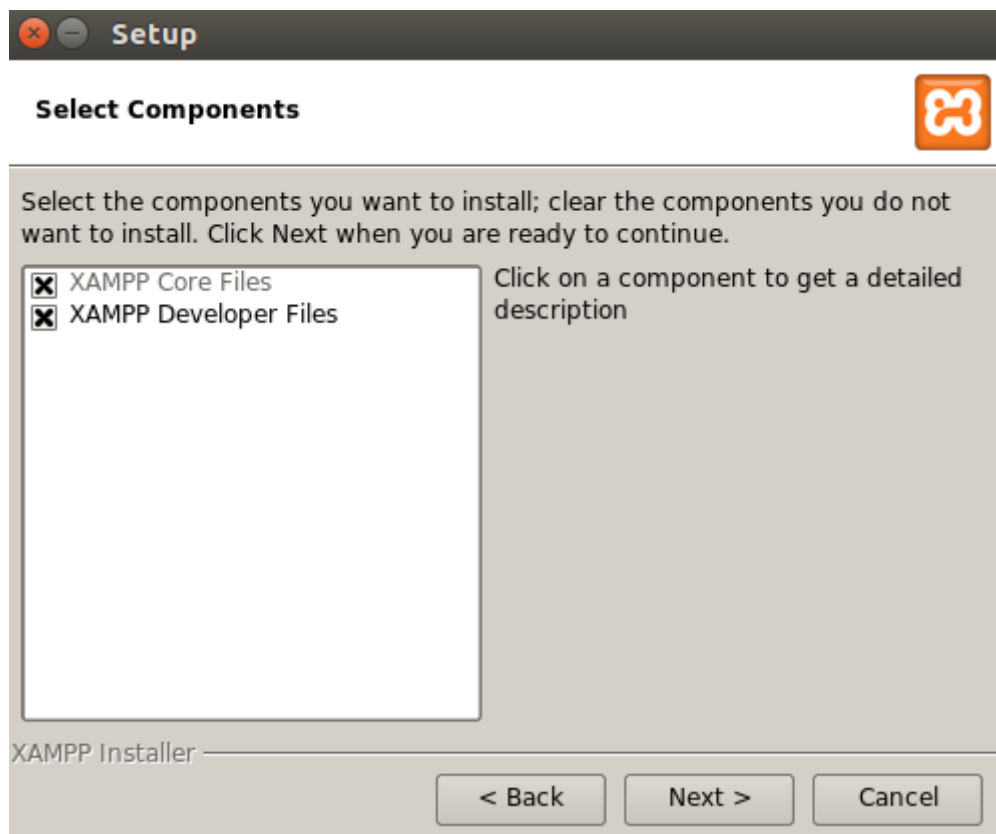 Setup
Select Components
Select the components you want to install; clear the components you do not
want to install. Click Next when you are ready to continue.
XAMPP Core Files
XAMPP Developer Files
Click on a component to get a detailed
description
XAMPP Installer
< Back
Next >
Cancel